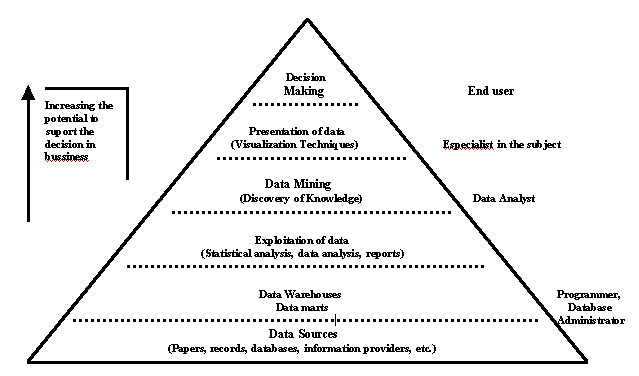 Decision
Making
End user
Increasing the
potential to
suport the
decision in
bussiness
Presentation of data
(Visualization Techniques)
Especialist in the subject
Data Mining
(Discovery of Knowledge)
Data Analyst
Exploitation of data
(Statistical analysis, data analysis, reports)
Data Warehouses
Data marts
Programmer,
Database
Administrator
Data Sources
(Papers, records, databases, information providers, etc.)